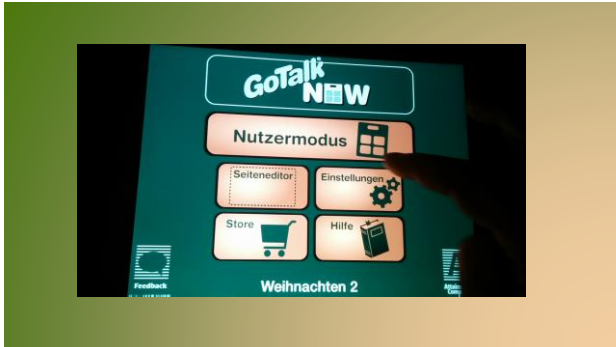 GoTalk
NOW
Nutzermodus
Seiteneditor
Einstellungen
Store
Hilfe
Feedback
Weihnachten 2